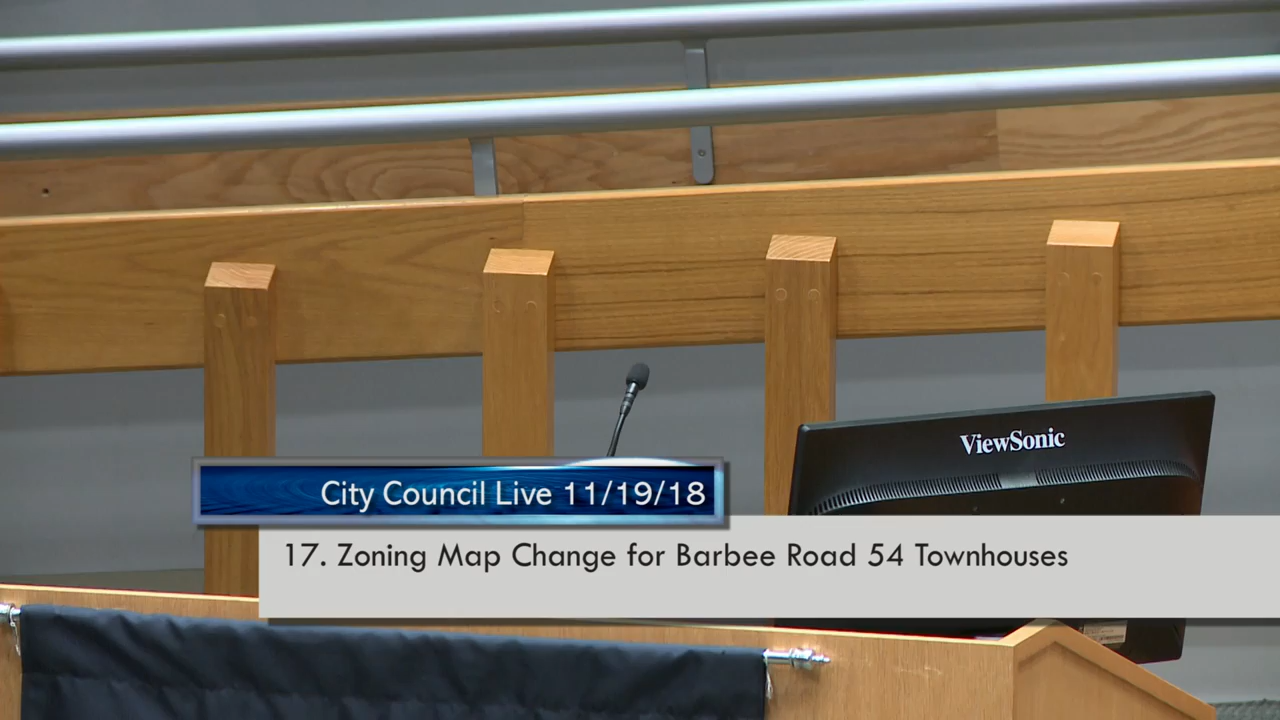 ViewSonic
City Council Live 11/19/18
17. Zoning Map Change for Barbee Road 54 Townhouses